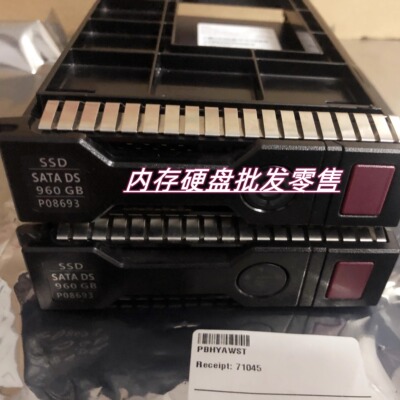 SSD
SATA DS
960 GB
P08693
内存硬盘批发零售
SSD
SATA DS
960 GB
P08693
PBHYAWST
Receipt: 71045